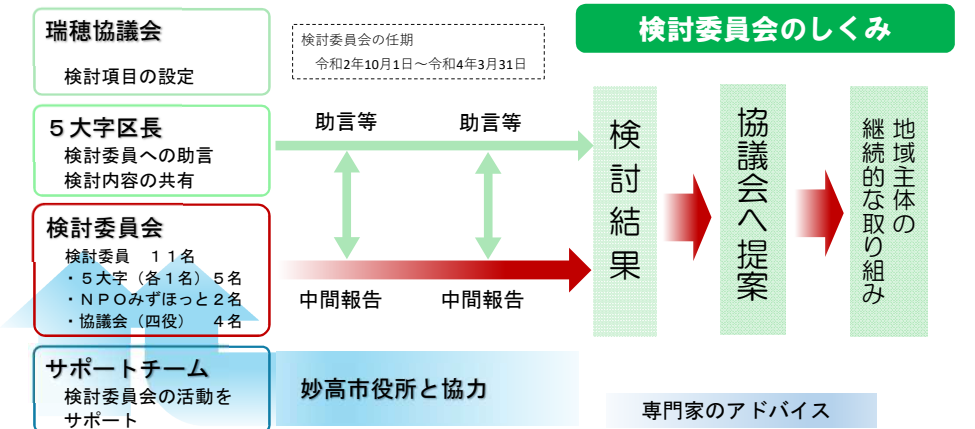 検討委員会のしくみ
瑞穂協議会
検討項目の設定
検討委員会の任期
令和2年10月1日～令和4年3月31日
５大字区長
検討委員への助言
検討内容の共有
助言等
助言等
検討委員会
検討委員　１１名
・５大字（各１名）５名
・ＮＰＯみずほっと２名
・協議会（四役）　４名
中間報告
中間報告
検討結果
協議会へ提案
地域主体の
継続的な取り組み
サポートチーム
検討委員会の活動を
サポート
妙高市役所と協力
専門家のアドバイス